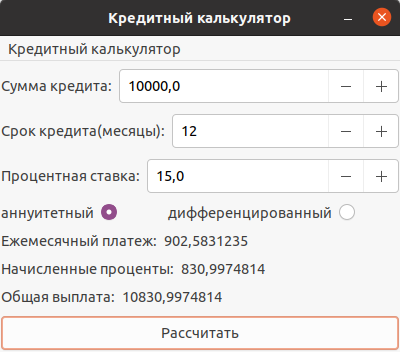 Кредитный калькулятор
Кредитный калькулятор
Сумма кредита: 10000,0
Срок кредита(месяцы): 12
Процентная ставка: 15,0
аннуитетный дифференцированный
Ежемесячный платеж: 902,5831235
Начисленные проценты: 830,9974814
Общая выплата: 10830,9974814
Рассчитать